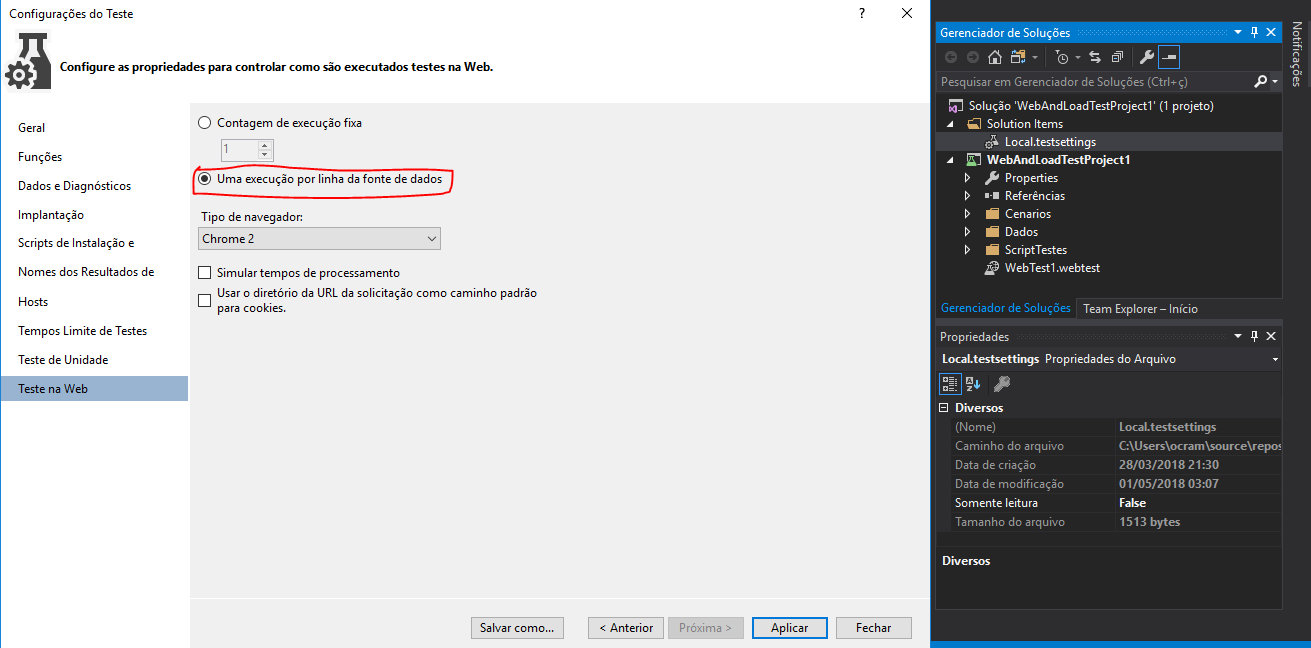 Configurações do Teste
?
Configure as propriedades para controlar como são executados testes na Web.
Geral
Funções
Dados e Diagnósticos
Implantação
Scripts de Instalação e
Nomes dos Resultados de
Hosts
Tempos Limite de Testes
Teste de Unidade
Teste na Web
Contagem de execução fixa
1
Uma execução por linha da fonte de dados
Tipo de navegador:
Chrome 2
Simular tempos de processamento
Usar o diretório da URL da solicitação como caminho padrão
para cookies.
Salvar como...
< Anterior
Próxima >
Aplicar
Fechar
Gerenciador de Soluções
Pesquisar em Gerenciador de Soluções (Ctrl+ç)
Solução 'WebAndLoadTestProject1' (1 projeto)
Solution Items
Local.testsettings
WebAndLoadTestProject1
Properties
Referências
Cenarios
Dados
ScriptTestes
WebTest1.webtest
Gerenciador de Soluções
Team Explorer – Início
Propriedades
Local.testsettings Propriedades do Arquivo
Diversos
(Nome) Local.testsettings
Caminho do arquivo C:\Users\ocram\source\repos
Data de criação 28/03/2018 21:30
Data de modificação 01/05/2018 03:07
Somente leitura False
Tamanho do arquivo 1513 bytes
Diversos
Notificações